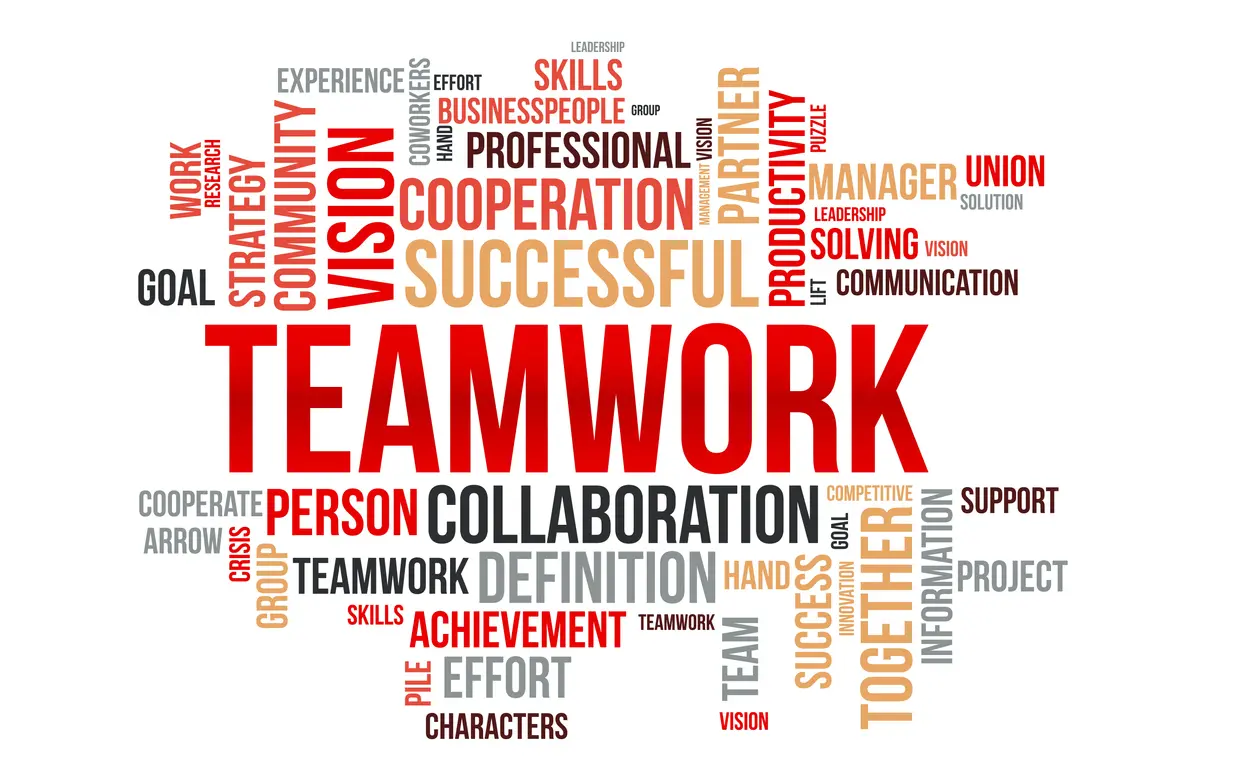 LEADERSHIP
EXPERIENCE
COWORKERS
EFFORT
SKILLS
BUSINESSPEOPLE
GROUP
HAND
PROFESSIONAL
VISION
PARTNER
PRODUCTIVITY
PUZZLE
WORK
RESEARCH
STRATEGY
COMMUNITY
VISION
COOPERATION
MANAGEMENT
MANAGER
UNION
SOLUTION
LEADERSHIP
SOLVING
VISION
GOAL
SUCCESSFUL
LIFT
COMMUNICATION
TEAMWORK
COOPERATE
PERSON
COLLABORATION
COMPETITIVE
GOAL
SUPPORT
ARROW
CRISIS
GROUP
TEAMWORK
DEFINITION
HAND
SUCCESS
INNOVATION
TOGETHER
INFORMATION
PROJECT
SKILLS
ACHIEVEMENT
TEAMWORK
TEAM
PILE
EFFORT
CHARACTERS
VISION